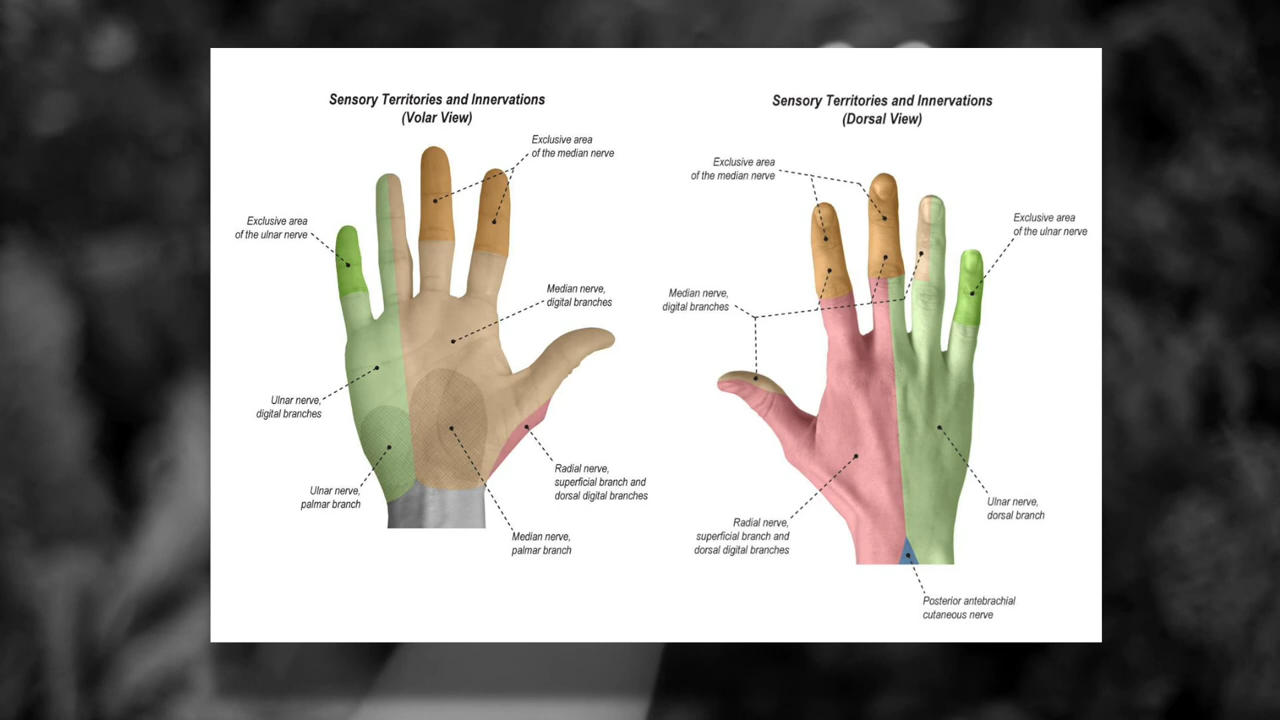 Sensory Territories and Innervations
(Volar View)
Exclusive area
of the median nerve
Exclusive area
of the ulnar nerve
Median nerve,
digital branches
Ulnar nerve,
digital branches
Radial nerve,
superficial branch and
dorsal digital branches
Ulnar nerve,
palmar branch
Median nerve,
palmar branch
Sensory Territories and Innervations
(Dorsal View)
Exclusive area
of the median nerve
Exclusive area
of the ulnar nerve
Median nerve,
digital branches
Ulnar nerve,
dorsal branch
Radial nerve,
superficial branch and
dorsal digital branches
Posterior antebrachial
cutaneous nerve